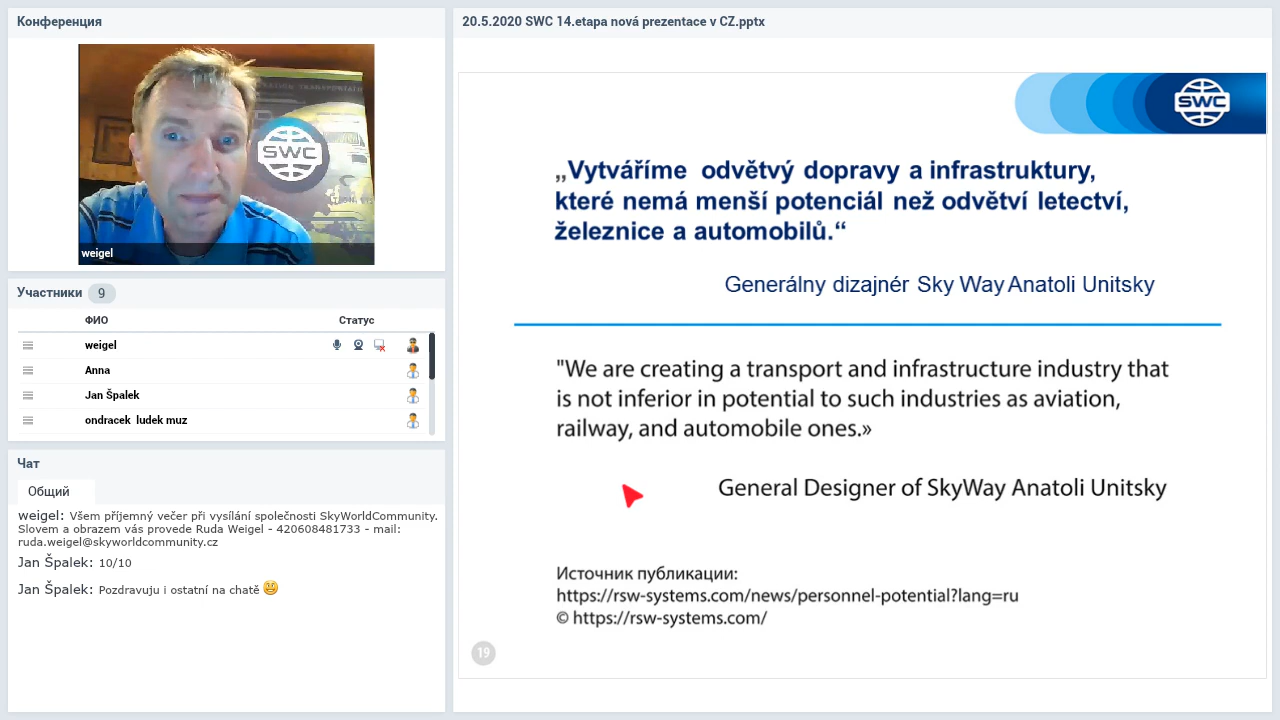 Конференция
SWC
weigel
Участники 9
ФИО Статус
weigel
Anna
Jan Špalek
ondracek ludek muz
Чат
Общий
weigel: Všem příjemný večer při vysílání společnosti SkyWorldCommunity.
Slovem a obrazem vás provede Ruda Weigel - 420608481733 - mail:
ruda.weigel@skyworldcommunity.cz
Jan Špalek: 10/10
Jan Špalek: Pozdravuju i ostatní na chatě
20.5.2020 SWC 14.etapa nová prezentace v CZ.pptx
SWC
„Vytváříme odvětvý dopravy a infrastruktury,
které nemá menší potenciál než odvětví letectví,
železnice a automobilů.“
Generálny dizajnér Sky Way Anatoli Unitsky
"We are creating a transport and infrastructure industry that
is not inferior in potential to such industries as aviation,
railway, and automobile ones.»
General Designer of SkyWay Anatoli Unitsky
Источник публикации:
https://rsw-systems.com/news/personnel-potential?lang=ru
© https://rsw-systems.com/
19